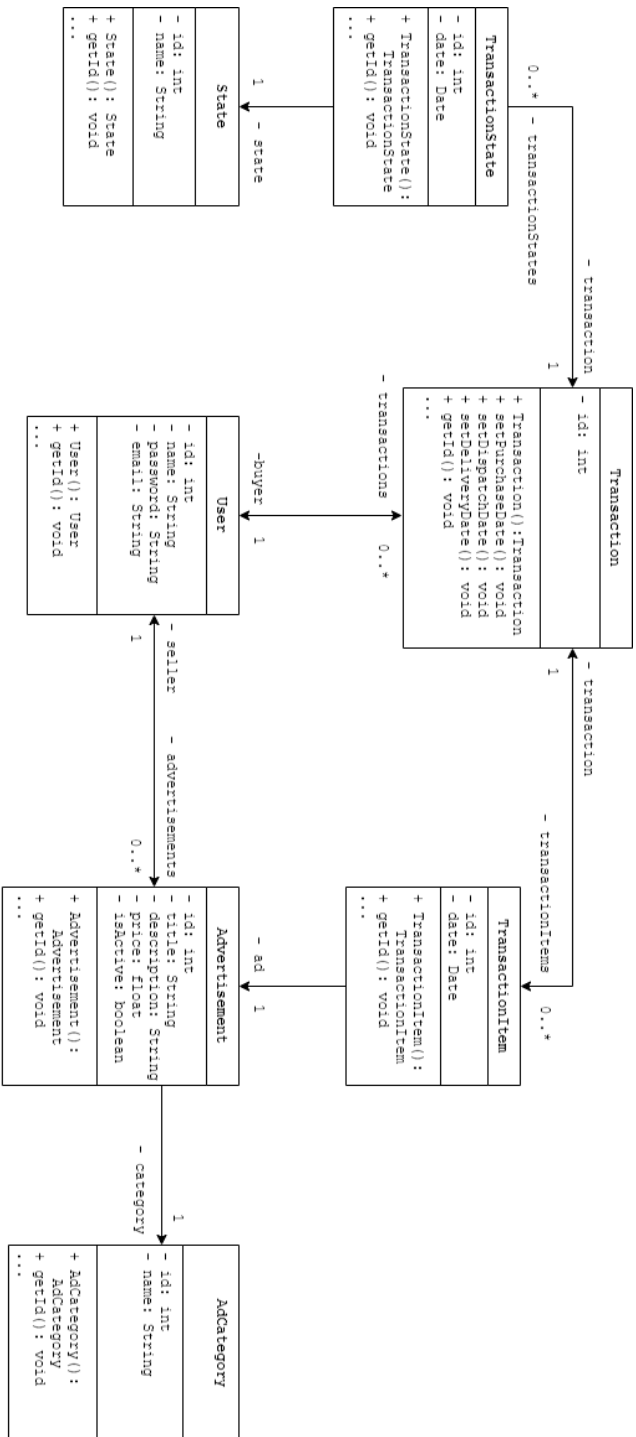 TransactionState
- id: int
- date: Date
+ TransactionState():
TransactionState
+ getId(): void
...
0..*
- transactionStates
- transaction
1
Transaction
- id: int
+ Transaction():Transaction
+ setPurchaseDate(): void
+ setDispatchDate(): void
+ setDeliveryDate(): void
+ getId(): void
...
- transaction
1
- transactionItems
0..*
TransactionItem
- id: int
- date: Date
+ TransactionItem():
TransactionItem
+ getId(): void
...
1
- state
- transactions
0..*
-buyer
1
- ad
1
State
- id: int
- name: String
+ State(): State
+ getId(): void
...
User
- id: int
- name: String
- password: String
- email: String
+ User(): User
+ getId(): void
...
- seller
1
- advertisements
0..*
Advertisement
- id: int
- title: String
- description: String
- price: float
- isActive: boolean
+ Advertisement():
Advertisement
+ getId(): void
...
1
- category
AdCategory
- id: int
- name: String
+ AdCategory():
AdCategory
+ getId(): void
...